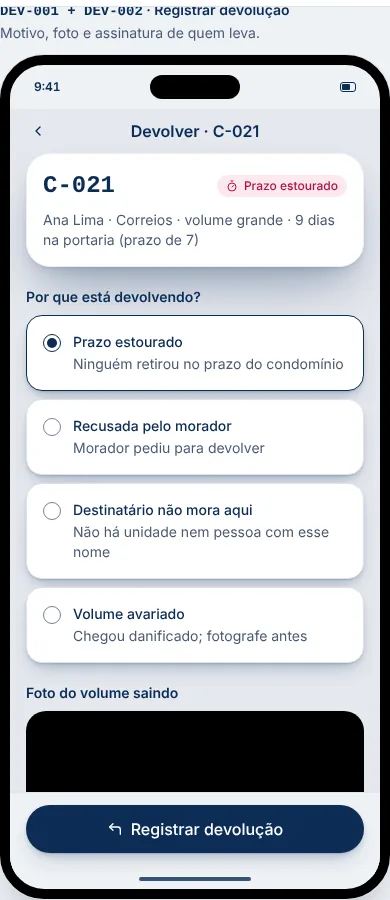 DEV-001 + DEV-002 · Registrar devolução
Motivo, foto e assinatura de quem leva.
9:41
Devolver · C-021
C-021
Prazo estourado
Ana Lima · Correios · volume grande · 9 dias
na portaria (prazo de 7)
Por que está devolvendo?
Prazo estourado
Ninguém retirou no prazo do condomínio
Recusada pelo morador
Morador pediu para devolver
Destinatário não mora aqui
Não há unidade nem pessoa com esse
nome
Volume avariado
Chegou danificado; fotografe antes
Foto do volume saindo
Registrar devolução